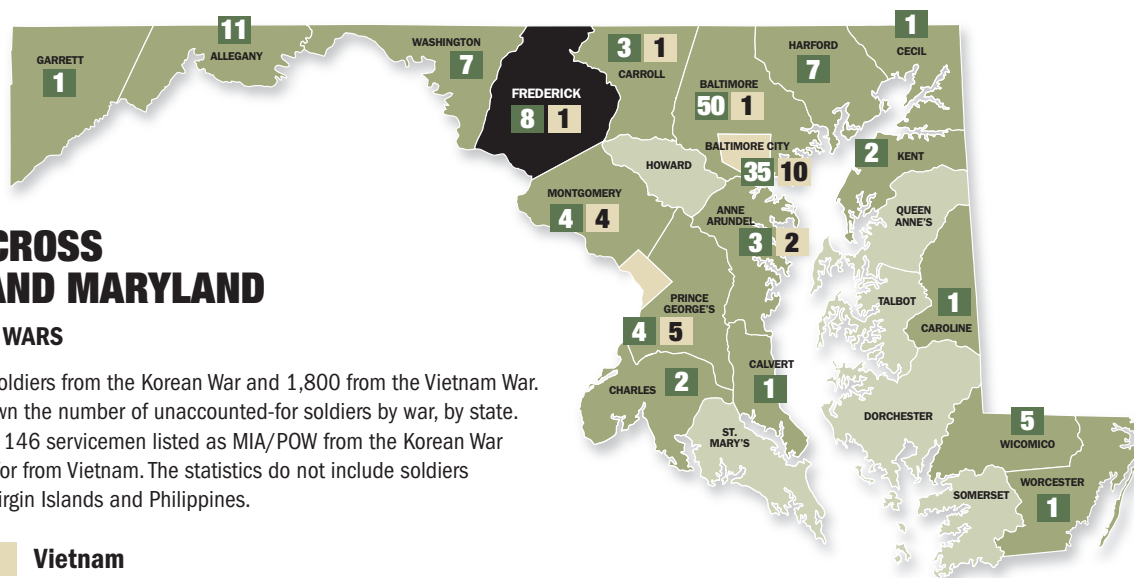 GARRETT
1
11
ALLEGANY
WASHINGTON
7
FREDERICK
8 1
3 1
CARROLL
BALTIMORE
50 1
HARFORD
7
1
CECIL
BALTIMORE CITY
35 10
2 KENT
HOWARD
MONTGOMERY
4 4
ANNE
ARUNDEL
3 2
QUEEN
ANNE'S
TALBOT
1
CAROLINE
PRINCE
GEORGE'S
4 5
CHARLES 2
CALVERT
1
ST.
MARY'S
DORCHESTER
5
WICOMICO
SOMERSET
WORCESTER
1
CROSS
AND MARYLAND
WARS
oldiers from the Korean War and 1,800 from the Vietnam War.
wn the number of unaccounted-for soldiers by war, by state.
146 servicemen listed as MIA/POW from the Korean War
or from Vietnam. The statistics do not include soldiers
irgin Islands and Philippines.
Vietnam